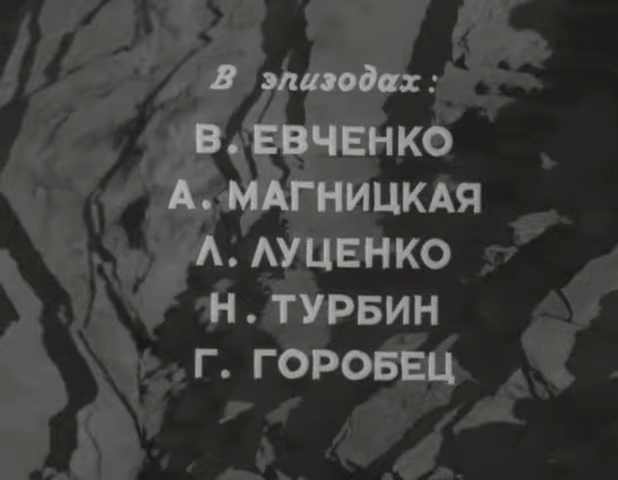 В эпизодах:
В. ЕВЧЕНКО
А. МАГНИЦКАЯ
Л. ЛУЦЕНКО
Н. ТУРБИН
Г. ГОРОБЕЦ